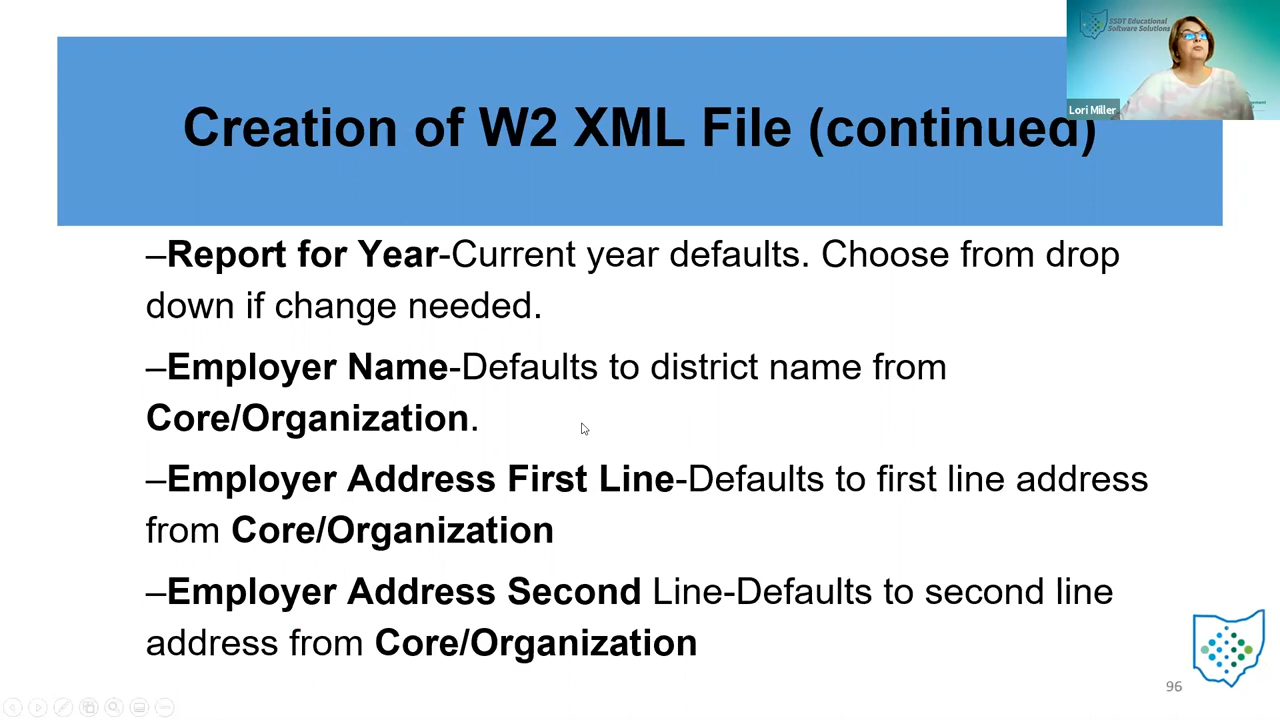 SSDT Educational
Software Solutions
Lori Miller
Creation of W2 XML File (continued)
–Report for Year-Current year defaults. Choose from drop
down if change needed.
–Employer Name-Defaults to district name from
Core/Organization.
–Employer Address First Line-Defaults to first line address
from Core/Organization
–Employer Address Second Line-Defaults to second line
address from Core/Organization
96